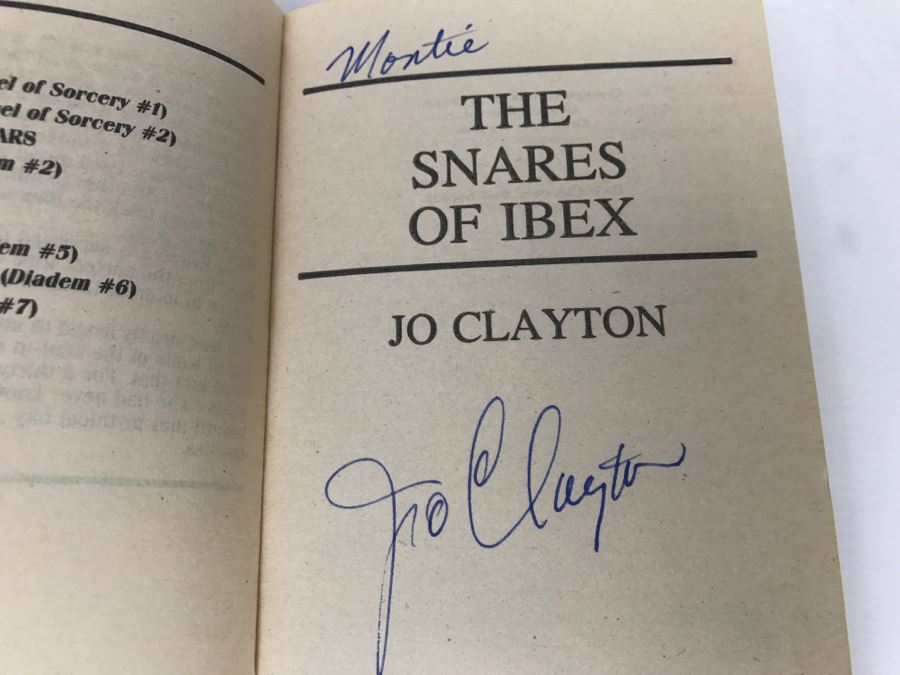 el of Sorcery #1)
el of Sorcery #2)
ARS
m #2)
em #5)
(Diadem #6)
#7)
Montie
THE
SNARES
OF IBEX
JO CLAYTON
Jo Clayton